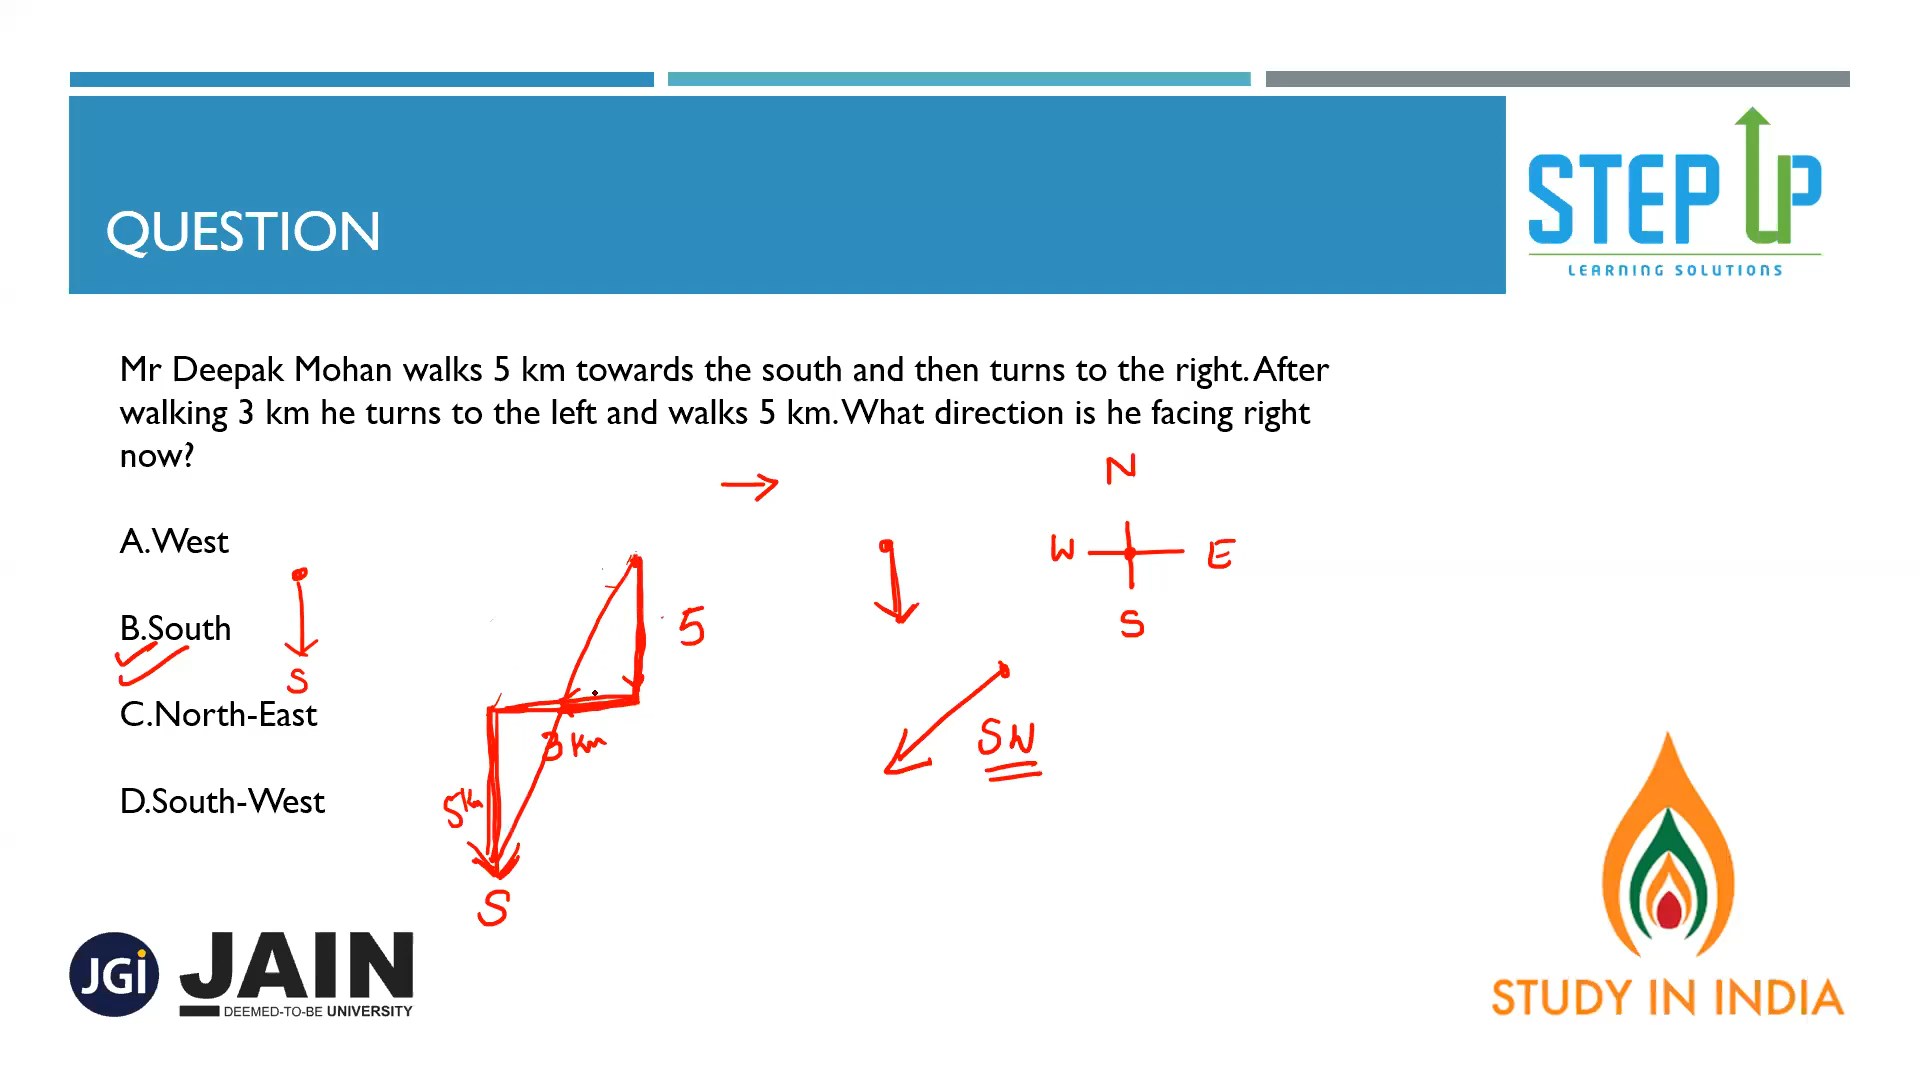 STEP UP
LEARNING SOLUTIONS
QUESTION
Mr Deepak Mohan walks 5 km towards the south and then turns to the right. After
walking 3 km he turns to the left and walks 5 km. What direction is he facing right
now?
N
A. West
W E
B. South
5
S
S
C. North-East
3 km
SW
D. South-West
5 km
S
JGi JAIN
DEEMED-TO-BE UNIVERSITY
STUDY IN INDIA